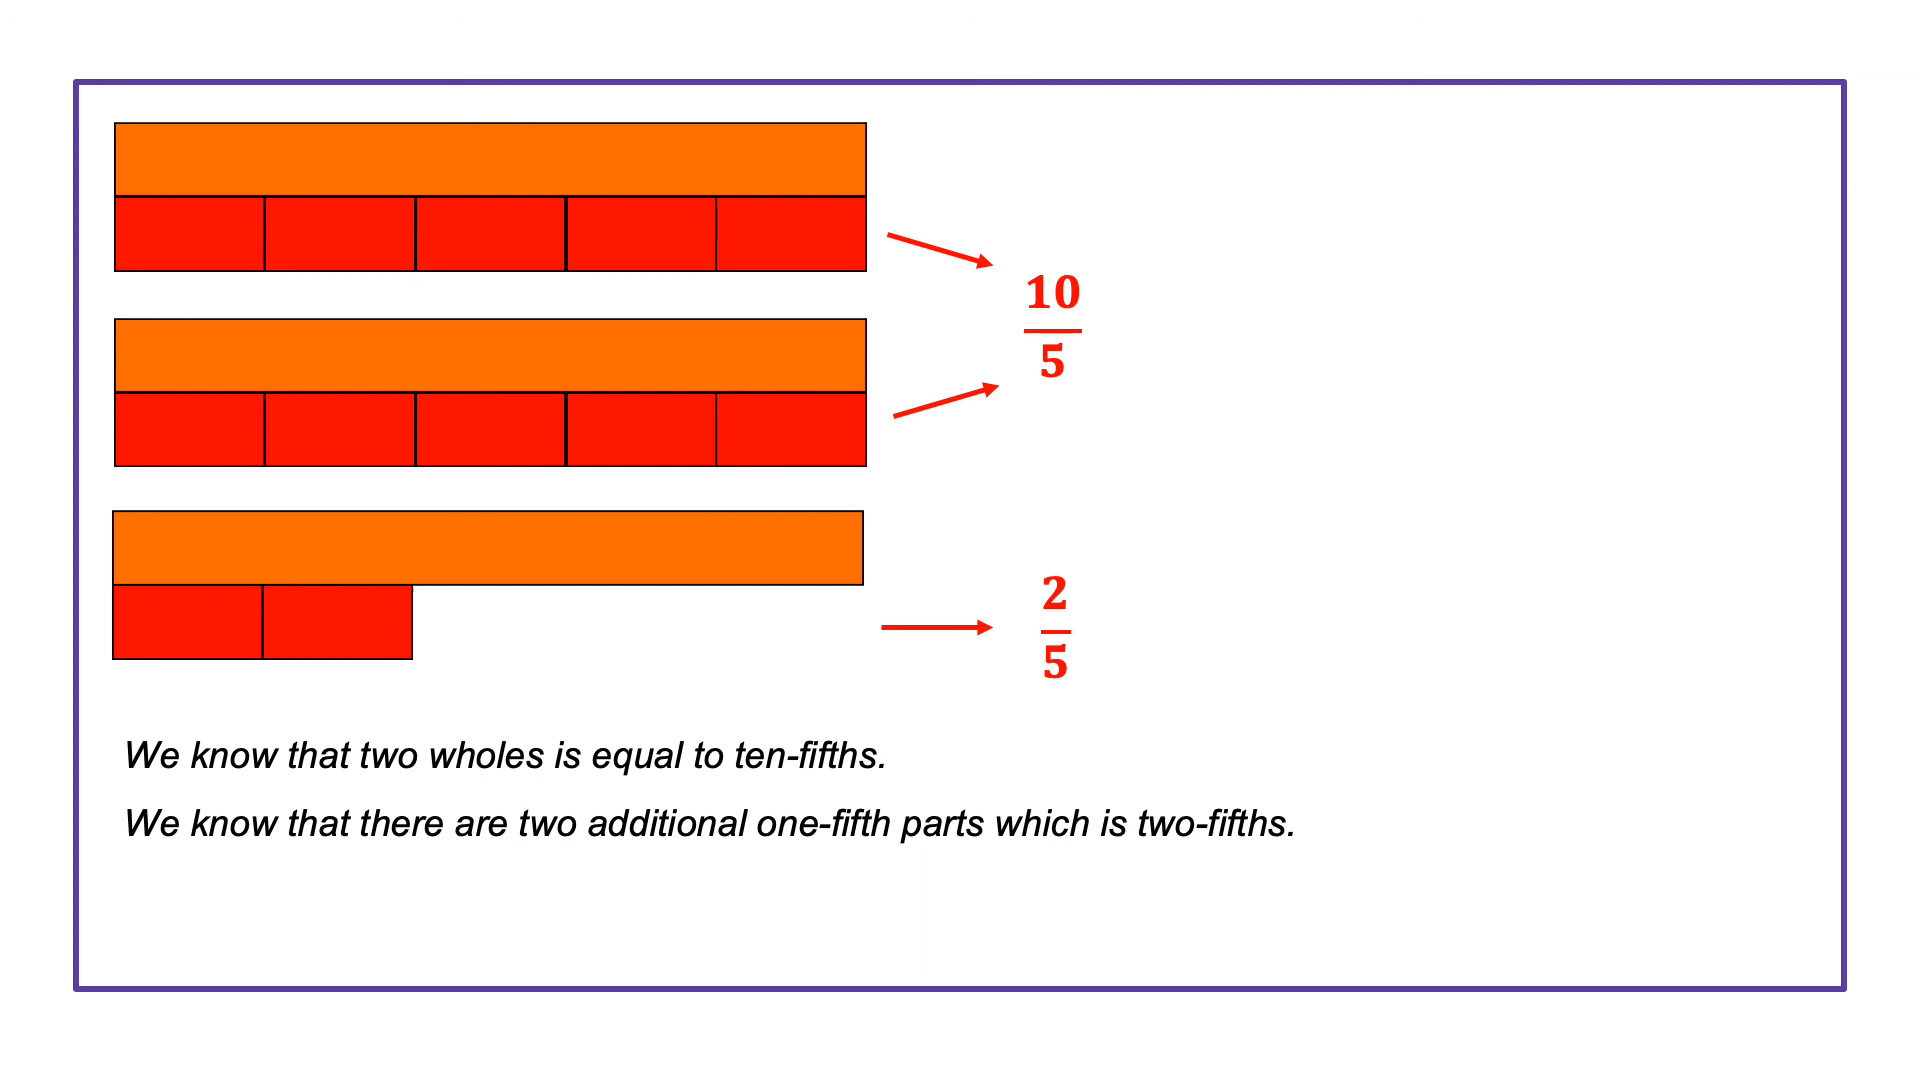 10
5
2
5
We know that two wholes is equal to ten-fifths.
We know that there are two additional one-fifth parts which is two-fifths.